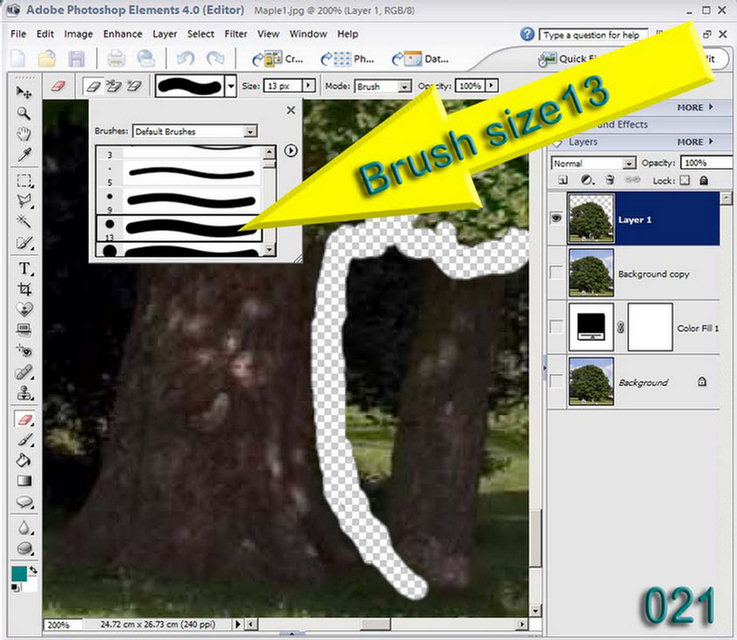 Adobe Photoshop Elements 4.0 (Editor) Maple1.jpg @ 200% (Layer 1, RGB/8)
File Edit Image Enhance Layer Select Filter View Window Help Type a question for help
Cr... Ph... Dat... Quick
Size: 13 px Mode: Brush Opacity: 100%
Brushes: Default Brushes
3
5
9
13
Brush size13
MORE
and Effects
Layers MORE
Normal Opacity: 100%
Lock:
Layer 1
Background copy
Color Fill 1
Background
T
200% 24.72 cm x 26.73 cm (240 ppi)
021